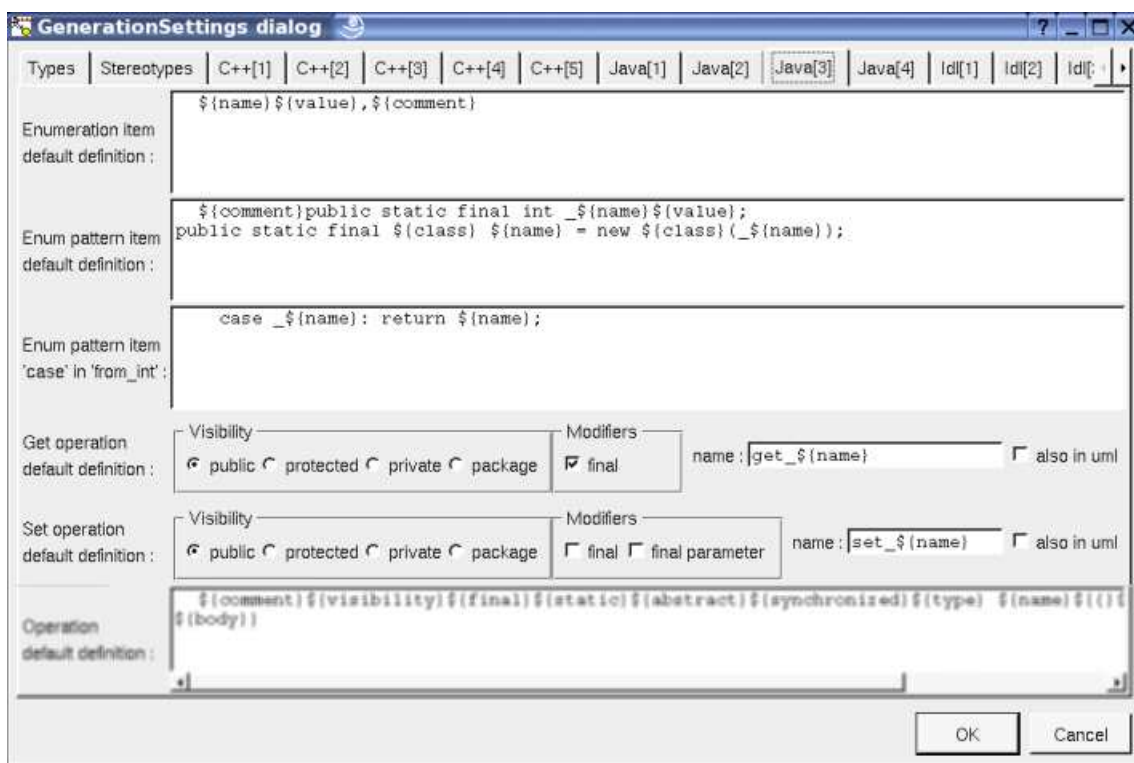 GenerationSettings dialog
Types Stereotypes C++[1] C++[2] C++[3] C++[4] C++[5] Java[1] Java[2] Java[3] Java[4] Idl[1] Idl[2] Idl[
${name}${value},${comment}
Enumeration item
default definition :
${comment}public static final int _${name}${value};
public static final ${class} ${name} = new ${class}(_${name});
Enum pattern item
default definition :
case _${name}: return ${name};
Enum pattern item
'case' in 'from_int' :
Get operation
default definition :
Visibility
public protected private package
Modifiers
final
name : get_${name}
also in uml
Set operation
default definition :
Visibility
public protected private package
Modifiers
final final parameter
name : set_${name}
also in uml
${comment}${visibility}${final}${static}${abstract}${synchronized}${type} ${name}${(}$
${body}}
Operation
default definition :
OK Cancel